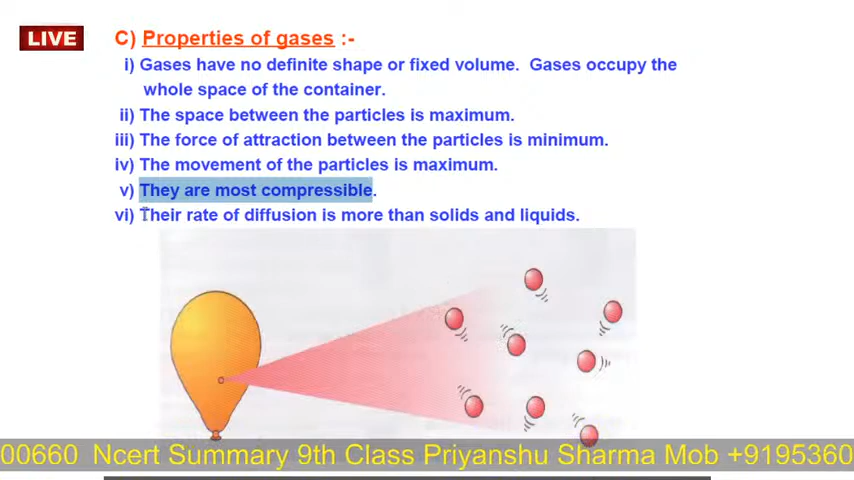 LIVE
C) Properties of gases :-
i) Gases have no definite shape or fixed volume. Gases occupy the
whole space of the container.
ii) The space between the particles is maximum.
iii) The force of attraction between the particles is minimum.
iv) The movement of the particles is maximum.
v) They are most compressible.
vi) Their rate of diffusion is more than solids and liquids.
00660 Ncert Summary 9th Class Priyanshu Sharma Mob +9195360